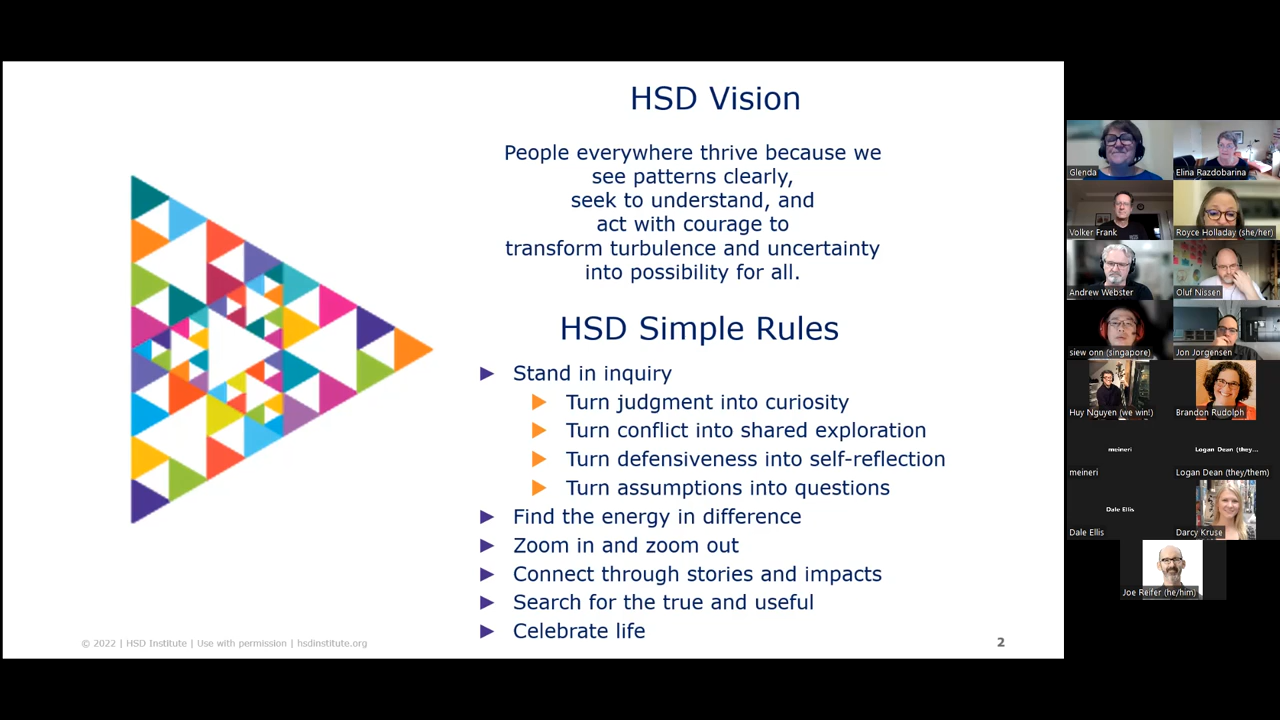 HSD Vision
People everywhere thrive because we
see patterns clearly,
seek to understand, and
act with courage to
transform turbulence and uncertainty
into possibility for all.
HSD Simple Rules
Stand in inquiry
Turn judgment into curiosity
Turn conflict into shared exploration
Turn defensiveness into self-reflection
Turn assumptions into questions
Find the energy in difference
Zoom in and zoom out
Connect through stories and impacts
Search for the true and useful
Celebrate life
© 2022 | HSD Institute | Use with permission | hsdinstitute.org
2
Glenda
Elina Razdobarina
Volker Frank
Royce Holladay (she/her)
Andrew Webster
Oluf Nissen
siew onn (singapore)
Jon Jorgensen
Huy Nguyen (we win!)
Brandon Rudolph
meineri
Logan Dean (they...
meineri
Logan Dean (they/them)
Dale Ellis
Dale Ellis
Darcy Kruse
Joe Reifer (he/him)